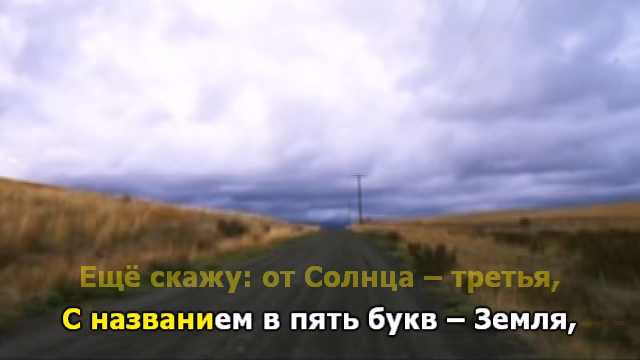 Ещё скажу: от Солнца – третья,
С названием в пять букв – Земля,